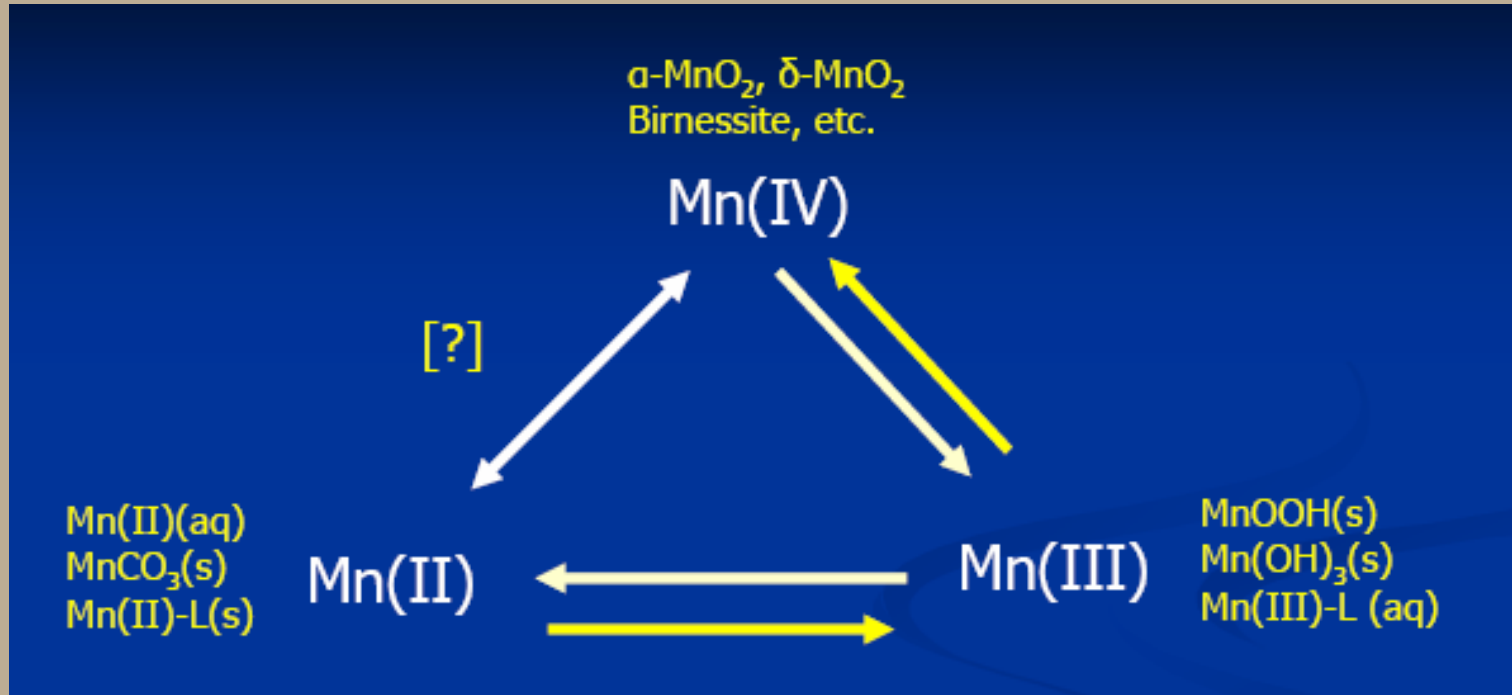 α-MnO₂, δ-MnO₂
Birnessite, etc.
Mn(IV)
[?]
Mn(II)(aq)
MnCO₃(s)
Mn(II)-L(s)
Mn(II)
Mn(III)
MnOOH(s)
Mn(OH)₃(s)
Mn(III)-L (aq)